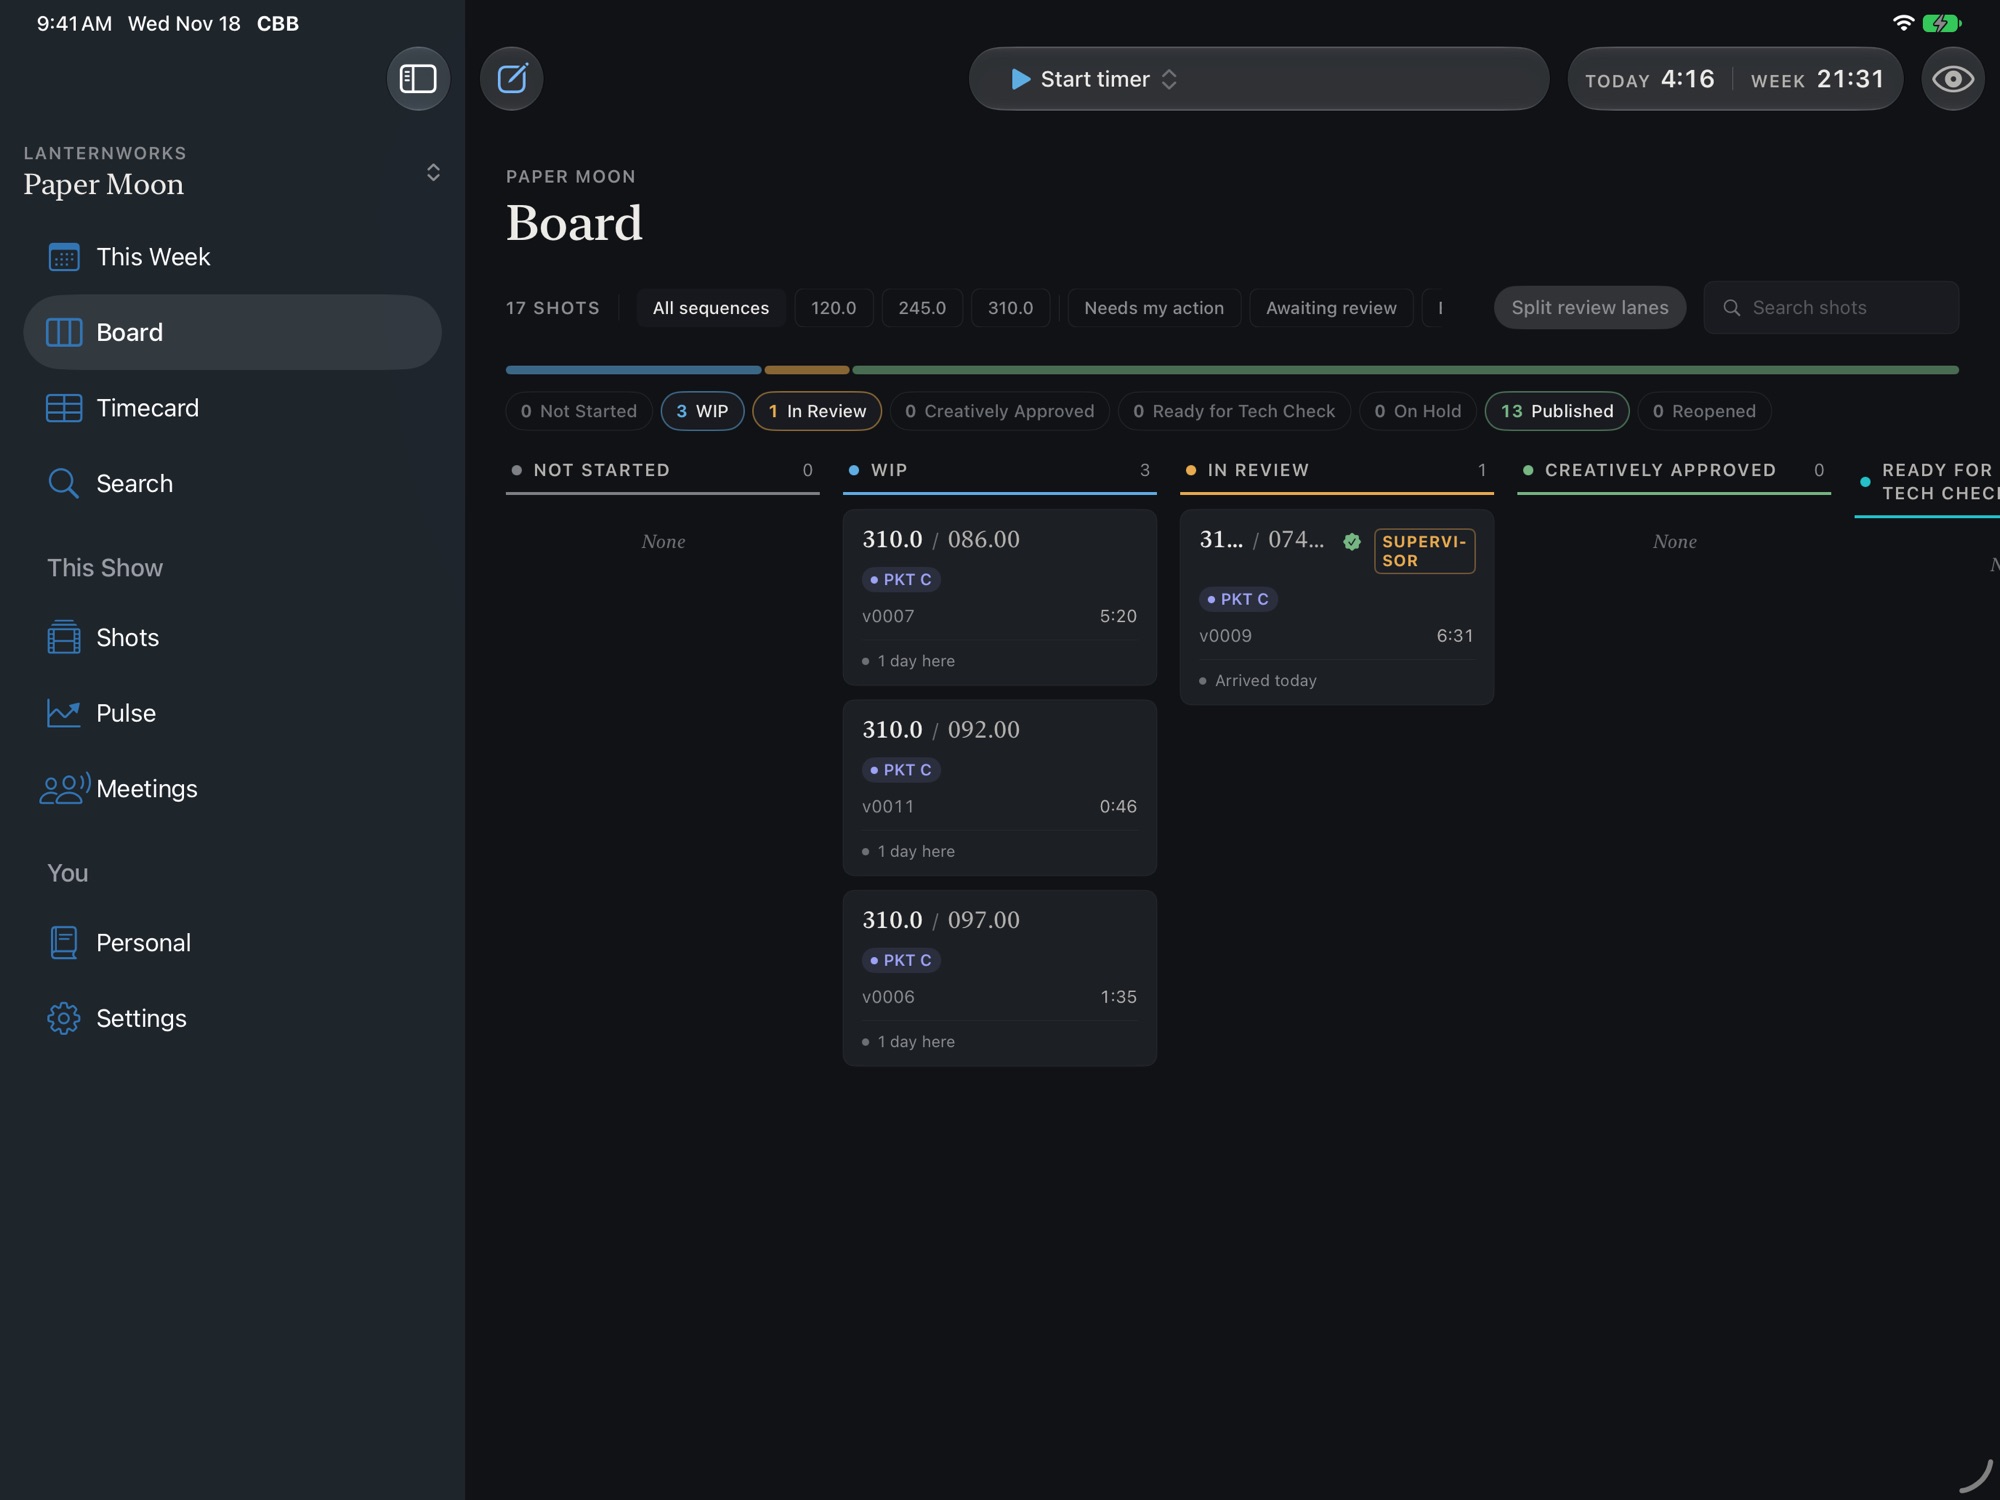 9:41 AM Wed Nov 18 CBB
Start timer
TODAY 4:16
WEEK 21:31
LANTERNWORKS
Paper Moon
This Week
Board
Timecard
Search
This Show
Shots
Pulse
Meetings
You
Personal
Settings
PAPER MOON
Board
17 SHOTS
All sequences
120.0
245.0
310.0
Needs my action
Awaiting review
Split review lanes
Search shots
0 Not Started
3 WIP
1 In Review
0 Creatively Approved
0 Ready for Tech Check
0 On Hold
13 Published
0 Reopened
NOT STARTED 0
None
WIP 3
310.0 / 086.00
PKT C
v0007 5:20
1 day here
310.0 / 092.00
PKT C
v0011 0:46
1 day here
310.0 / 097.00
PKT C
v0006 1:35
1 day here
IN REVIEW 1
31... / 074...
SUPERVI-
SOR
PKT C
v0009 6:31
Arrived today
CREATIVELY APPROVED 0
None
READY FOR
TECH